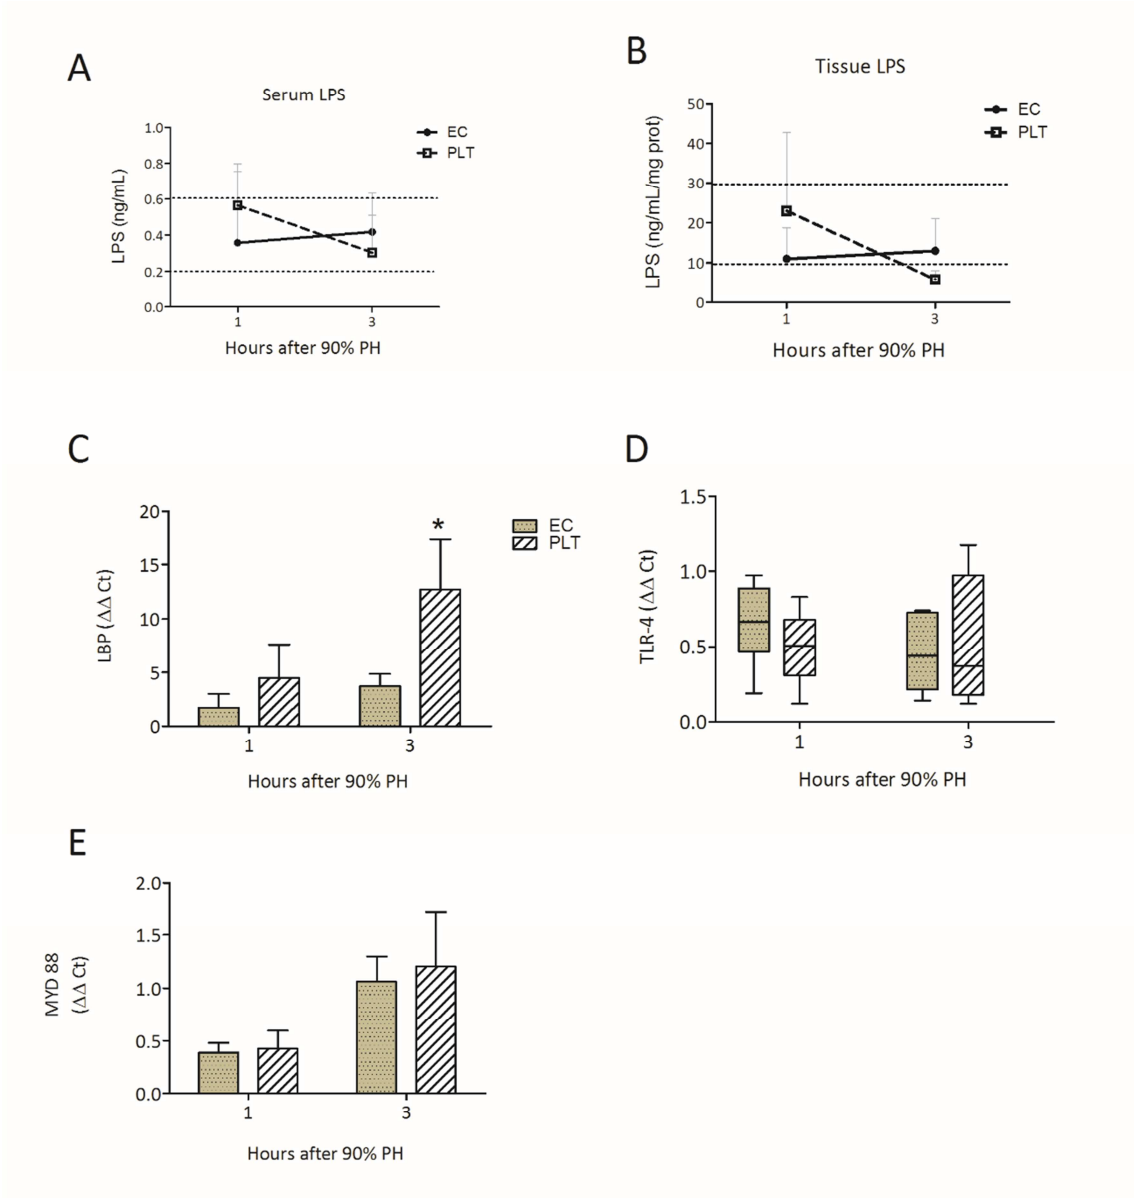 A
Serum LPS
LPS (ng/mL)
1.0
0.8
0.6
0.4
0.2
0.0
1
3
Hours after 90% PH
EC
PLT
B
Tissue LPS
LPS (ng/mL/mg prot)
50
40
30
20
10
0
1
3
Hours after 90% PH
EC
PLT
C
LBP (ΔΔ Ct)
20
15
10
5
0
*
1
3
Hours after 90% PH
EC
PLT
D
TLR-4 (ΔΔ Ct)
1.5
1.0
0.5
0.0
1
3
Hours after 90% PH
E
MYD 88
(ΔΔ Ct)
2.0
1.5
1.0
0.5
0.0
1
3
Hours after 90% PH